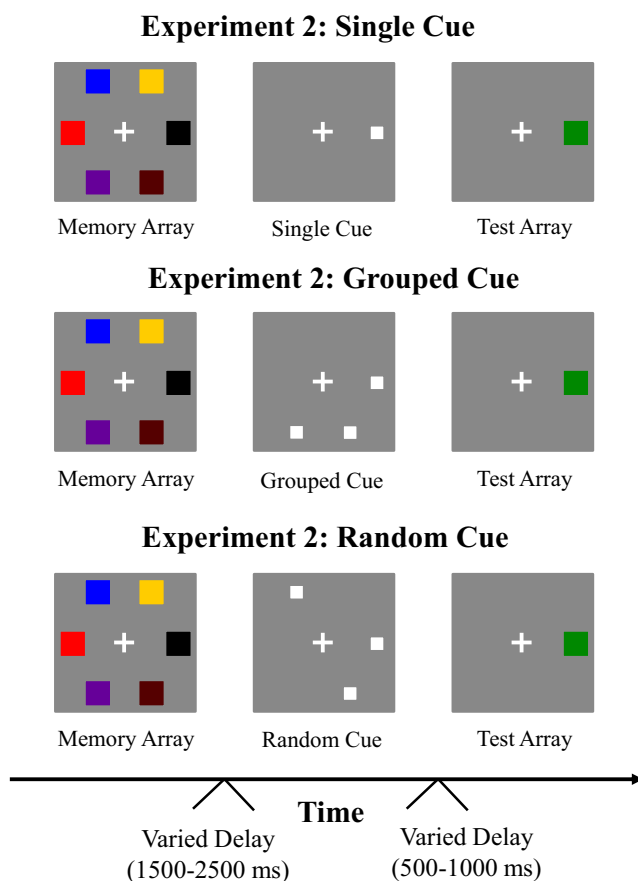 Experiment 2: Single Cue
Memory Array
Single Cue
Test Array
Experiment 2: Grouped Cue
Memory Array
Grouped Cue
Test Array
Experiment 2: Random Cue
Memory Array
Random Cue
Test Array
Time
Varied Delay
(1500-2500 ms)
Varied Delay
(500-1000 ms)